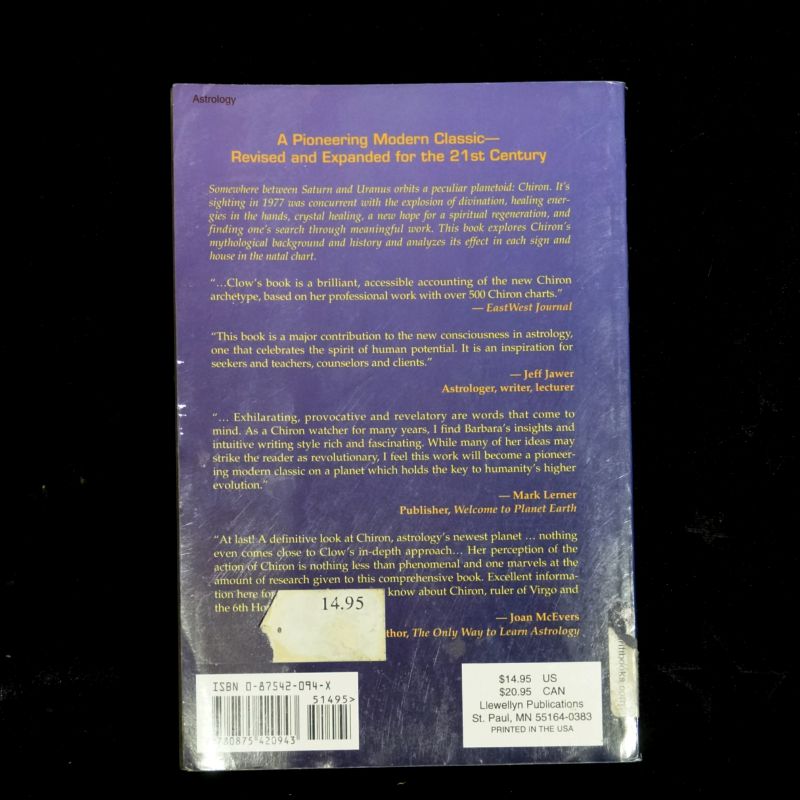 Astrology
A Pioneering Modern Classic—
Revised and Expanded for the 21st Century
Somewhere between Saturn and Uranus orbits a peculiar planetoid: Chiron. It's
sighting in 1977 was concurrent with the explosion of divination, healing ener-
gies in the hands, crystal healing, a new hope for a spiritual regeneration, and
finding one's search through meaningful work. This book explores Chiron's
mythological background and history and analyzes its effect in each sign and
house in the natal chart.
"…Clow's book is a brilliant, accessible accounting of the new Chiron
archetype, based on her professional work with over 500 Chiron charts."
— EastWest Journal
"This book is a major contribution to the new consciousness in astrology,
one that celebrates the spirit of human potential. It is an inspiration for
seekers and teachers, counselors and clients."
— Jeff Jawer
Astrologer, writer, lecturer
"… Exhilarating, provocative and revelatory are words that come to
mind. As a Chiron watcher for many years, I find Barbara's insights and
intuitive writing style rich and fascinating. While many of her ideas may
strike the reader as revolutionary, I feel this work will become a pioneer-
ing modern classic on a planet which holds the key to humanity's higher
evolution."
— Mark Lerner
Publisher, Welcome to Planet Earth
"At last! A definitive look at Chiron, astrology's newest planet … nothing
even comes close to Clow's in-depth approach… Her perception of the
action of Chiron is nothing less than phenomenal and one marvels at the
amount of research given to this comprehensive book. Excellent informa-
tion here for know about Chiron, ruler of Virgo and
the 6th Ho
14.95
— Joan McEvers
thor, The Only Way to Learn Astrology
ISBN 0-87542-094-X
51495>
780875 420943
$14.95 US
$20.95 CAN
Llewellyn Publications
St. Paul, MN 55164-0383
PRINTED IN THE USA